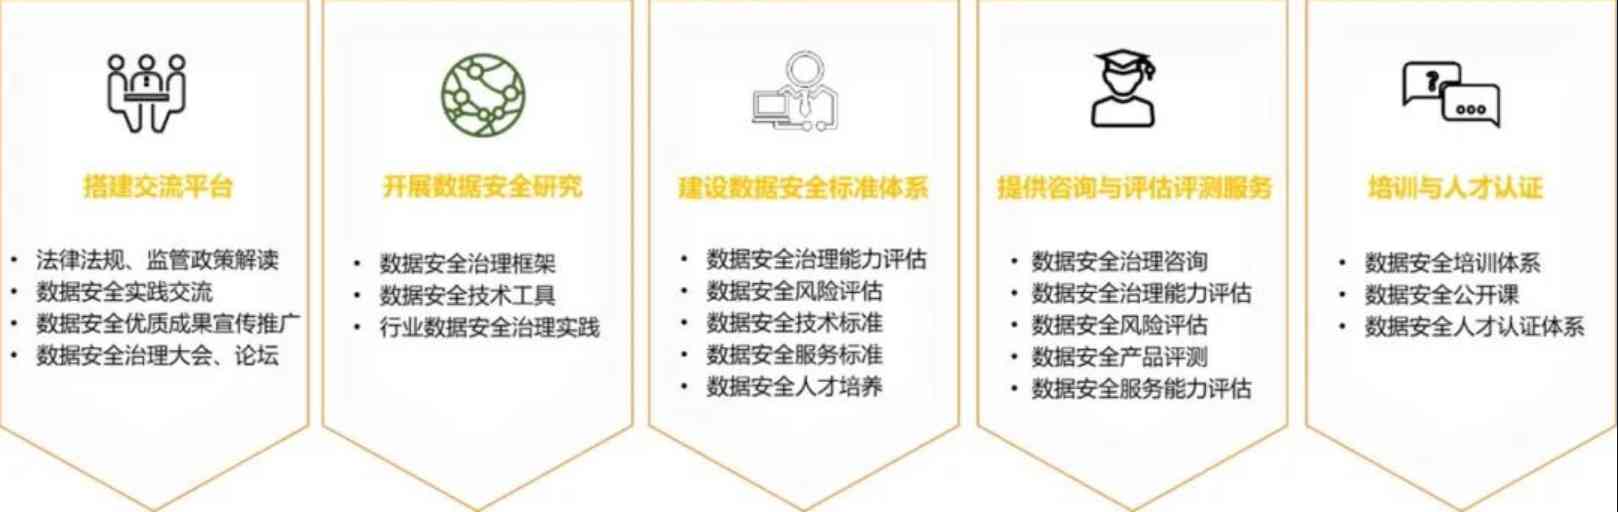 搭建交流平台
• 法律法规、监管政策解读
• 数据安全实践交流
• 数据安全优质成果宣传推广
• 数据安全治理大会、论坛
开展数据安全研究
• 数据安全治理框架
• 数据安全技术工具
• 行业数据安全治理实践
建设数据安全标准体系
• 数据安全治理能力评估
• 数据安全风险评估
• 数据安全技术标准
• 数据安全服务标准
• 数据安全人才培养
提供咨询与评估评测服务
• 数据安全治理咨询
• 数据安全治理能力评估
• 数据安全风险评估
• 数据安全产品评测
• 数据安全服务能力评估
?
培训与人才认证
• 数据安全培训体系
• 数据安全公开课
• 数据安全人才认证体系